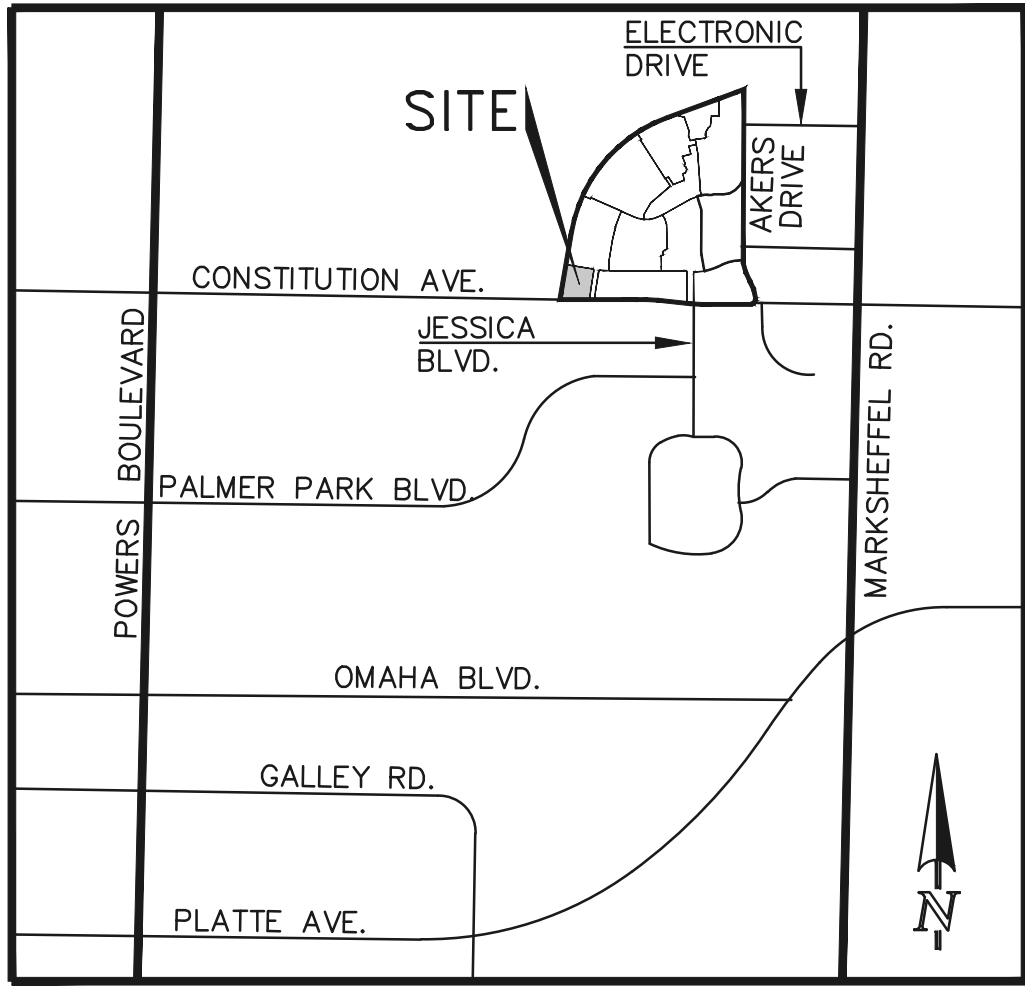 ELECTRONIC
DRIVE
SITE
AKERS
DRIVE
CONSTITUTION AVE.
JESSICA
BLVD.
POWERS BOULEVARD
MARKSHEFFEL RD.
PALMER PARK BLVD.
OMAHA BLVD.
GALLEY RD.
PLATTE AVE.
N